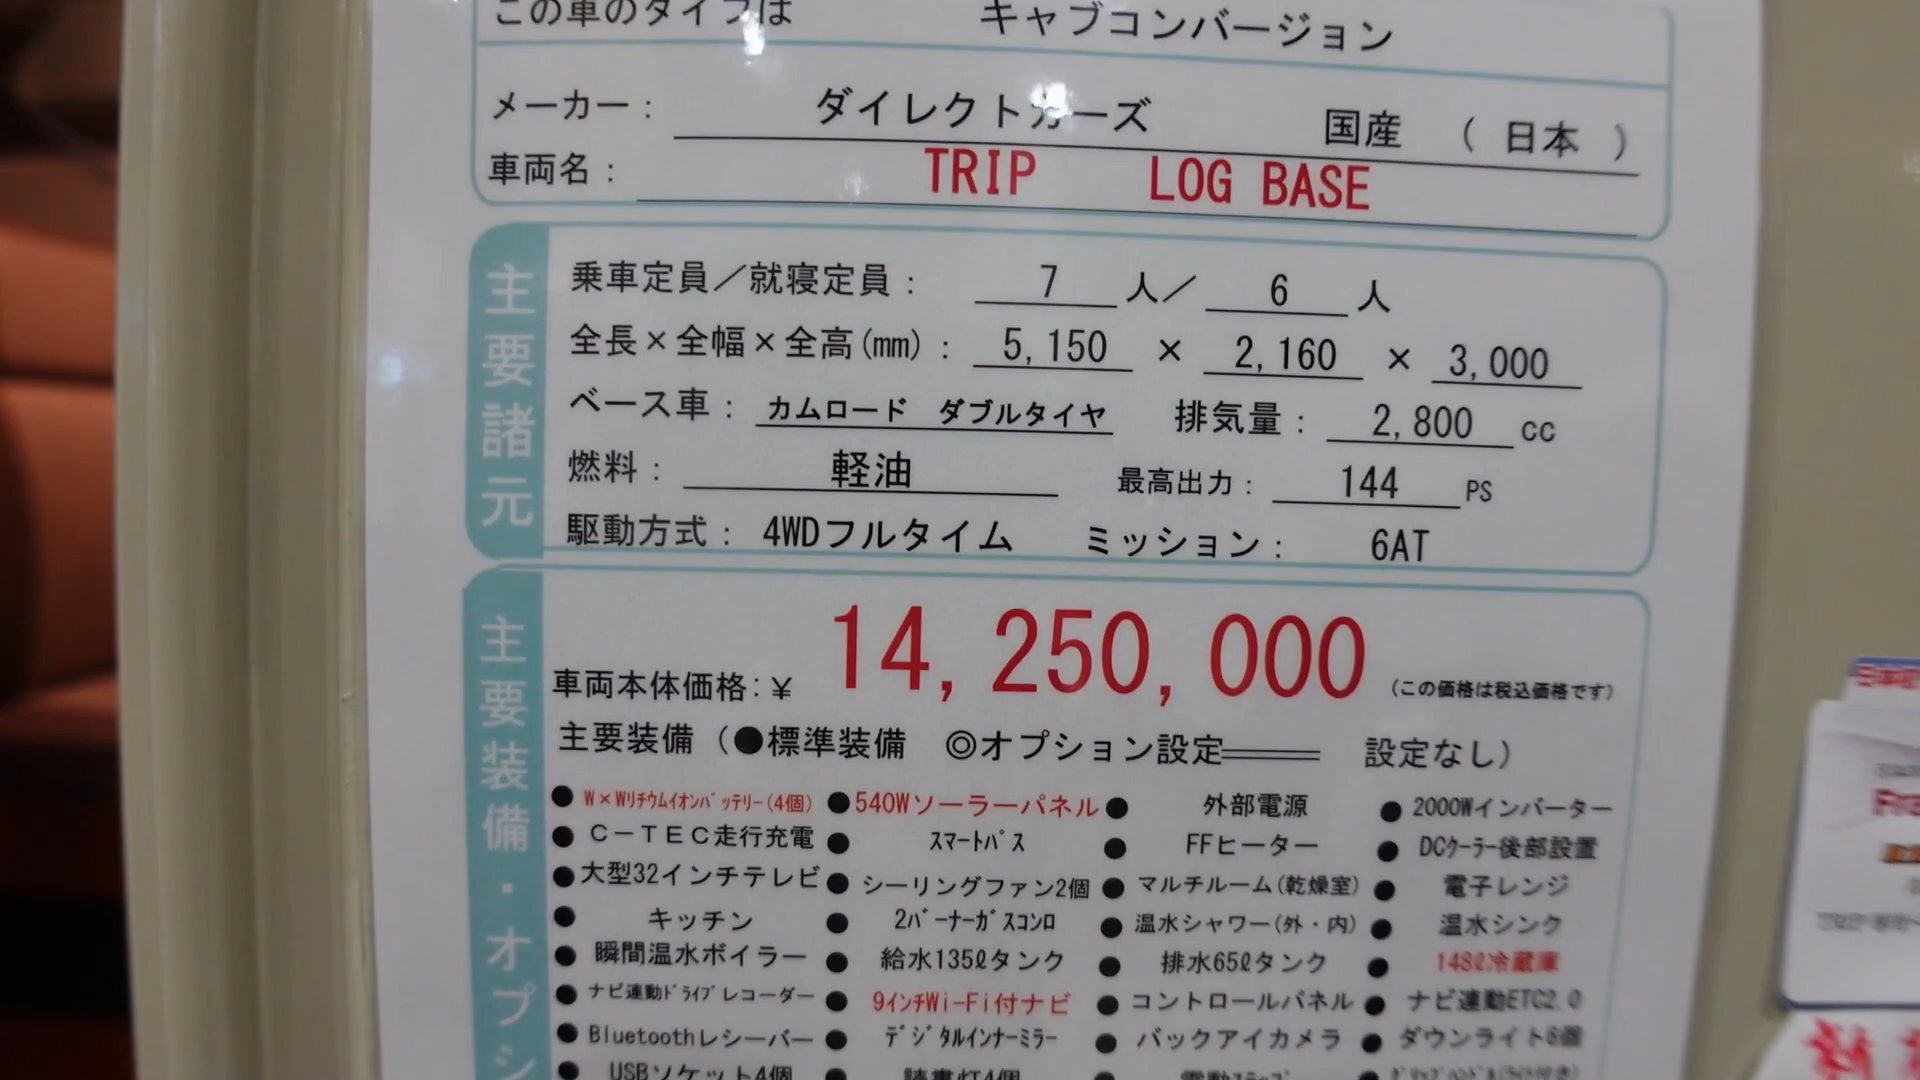 この車のタイプは キャブコンバージョン
メーカー： ダイレクトカーズ 国産 （ 日本 ）
車両名： TRIP LOG BASE
主要諸元
乗車定員／就寝定員： 7 人／ 6 人
全長×全幅×全高(mm)： 5,150 × 2,160 × 3,000
ベース車： カムロード ダブルタイヤ 排気量： 2,800 cc
燃料： 軽油 最高出力： 144 PS
駆動方式： 4WDフルタイム ミッション： 6AT
主要装備・オプシ
車両本体価格：¥ 14,250,000 (この価格は税込価格です)
主要装備（●標準装備 ◎オプション設定═══ 設定なし）
●W×Wﾘﾁｳﾑｲｵﾝﾊﾞｯﾃﾘｰ(4個) ●540Wソーラーパネル ● 外部電源 ● 2000Wインバーター
● C－TEC走行充電 ● ｽﾏｰﾄﾊﾟｽ ● FFヒーター ● DCｸｰﾗｰ後部設置
●大型32インチテレビ ● シーリングファン2個 ● マルチルーム(乾燥室) ● 電子レンジ
● キッチン ● 2ﾊﾞｰﾅｰｶﾞｽｺﾝﾛ ● 温水シャワー(外・内) ● 温水シンク
● 瞬間温水ボイラー ● 給水135ℓタンク ● 排水65ℓタンク ● 148ℓ冷蔵庫
● ナビ連動ﾄﾞﾗｲﾌﾞレコーダー ● 9ｲﾝﾁWi-Fi付ナビ ● コントロールパネル ● ナビ連動ETC2.0
● Bluetoothレシーバー ● ﾃﾞｼﾞﾀﾙｲﾝﾅｰﾐﾗｰ ● バックアイカメラ ● ダウンライト6個
● USBソケット4個 ● 読書灯4個 ● 電動ｽﾃｯﾌﾟ ●